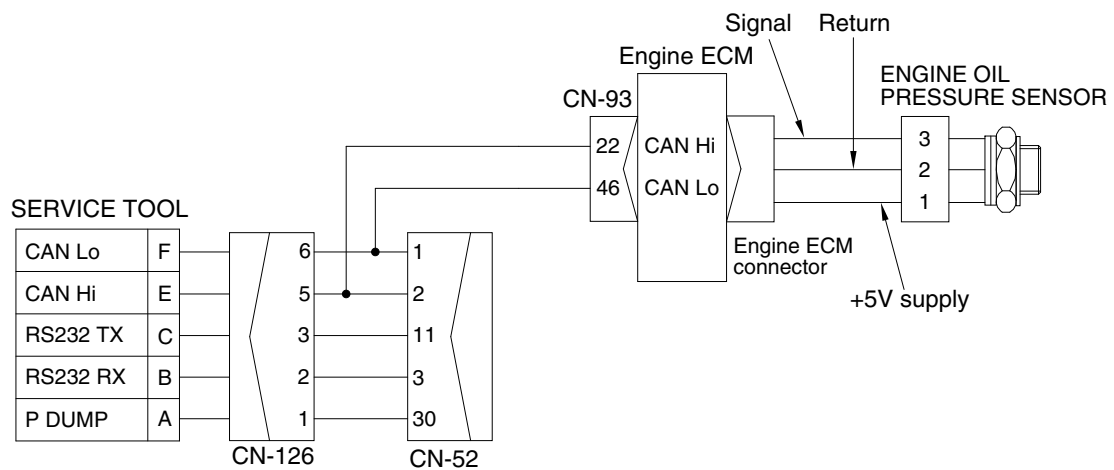 Signal Return
Engine ECM
ENGINE OIL
PRESSURE SENSOR
CN-93
22 CAN Hi 3
2
46 CAN Lo 1
SERVICE TOOL
CAN Lo F 6 1
CAN Hi E 5 2
RS232 TX C 3 11
RS232 RX B 2 3
P DUMP A 1 30
Engine ECM
connector
+5V supply
CN-126 CN-52